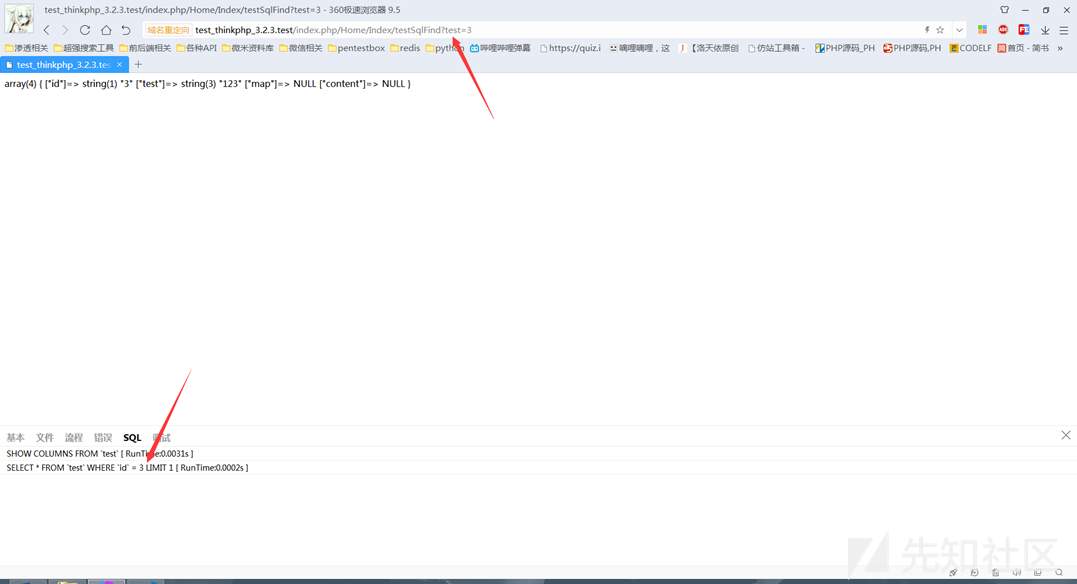 test_thinkphp_3.2.3.test/index.php/Home/Index/testSqlFind?test=3 - 360极速浏览器 9.5
域名重定向 test_thinkphp_3.2.3.test/index.php/Home/Index/testSqlFind?test=3
渗透相关 超强搜索工具 前后端相关 各种API 微米资料库 微信相关 pentestbox redis python 哔哩哔哩弹幕 https://quiz.i 嘀哩嘀哩,这 【浩天依原创 仿站工具箱 - PHP源码_PH PHP源码,PH CODELF 首页 - 简书 »
test_thinkphp_3.2.3.tes × +
array(4) { ["id"]=> string(1) "3" ["test"]=> string(3) "123" ["map"]=> NULL ["content"]=> NULL }
基本 文件 流程 错误 SQL 调试
SHOW COLUMNS FROM `test` [ RunTime:0.0031s ]
SELECT * FROM `test` WHERE `id` = 3 LIMIT 1 [ RunTime:0.0002s ]
先知社区